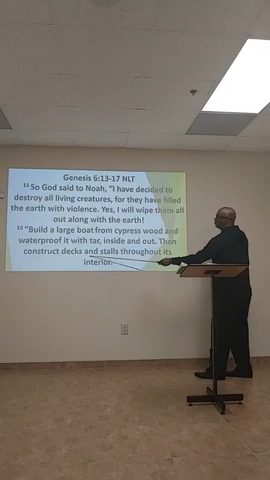 Genesis 6:13-17 NLT
13 So God said to Noah, "I have decided to
destroy all living creatures, for they have filled
the earth with violence. Yes, I will wipe them all
out along with the earth!
14 "Build a large boat from cypress wood and
waterproof it with tar, inside and out. Then
construct decks and stalls throughout its
interior.